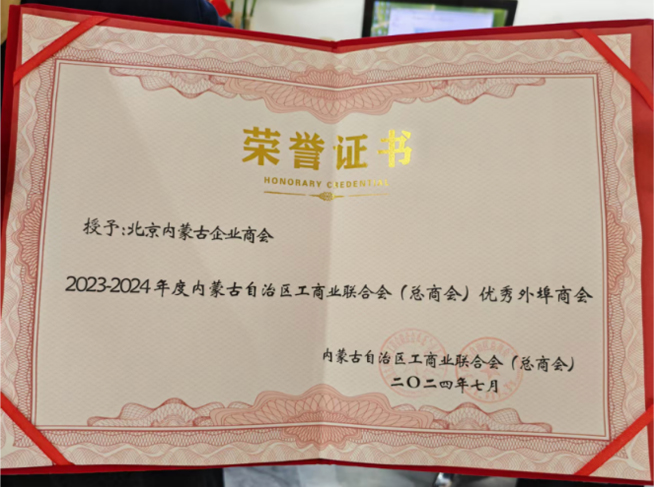 荣誉证书
HONORARY CREDENTIAL
授予:北京内蒙古企业商会
2023-2024年度内蒙古自治区工商业联合会（总商会）优秀外埠商会
内蒙古自治区工商业联合会（总商会）
二〇二四年七月